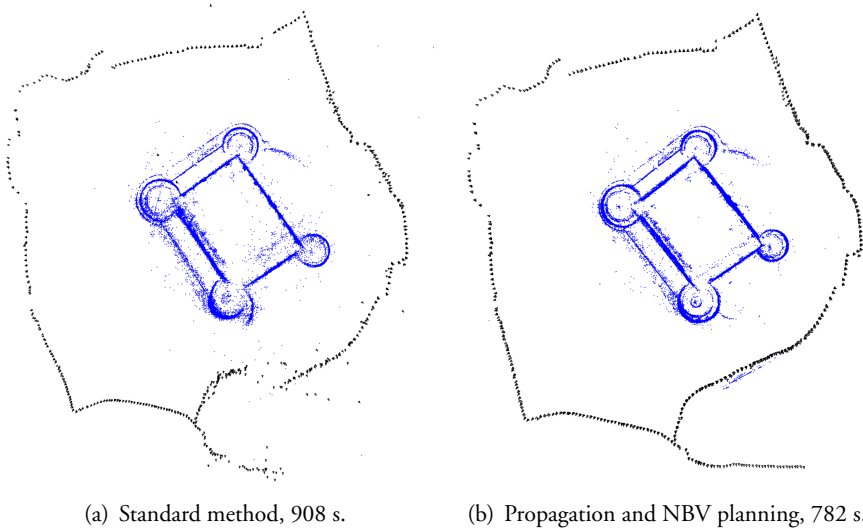 (a) Standard method, 908 s.
(b) Propagation and NBV planning, 782 s.